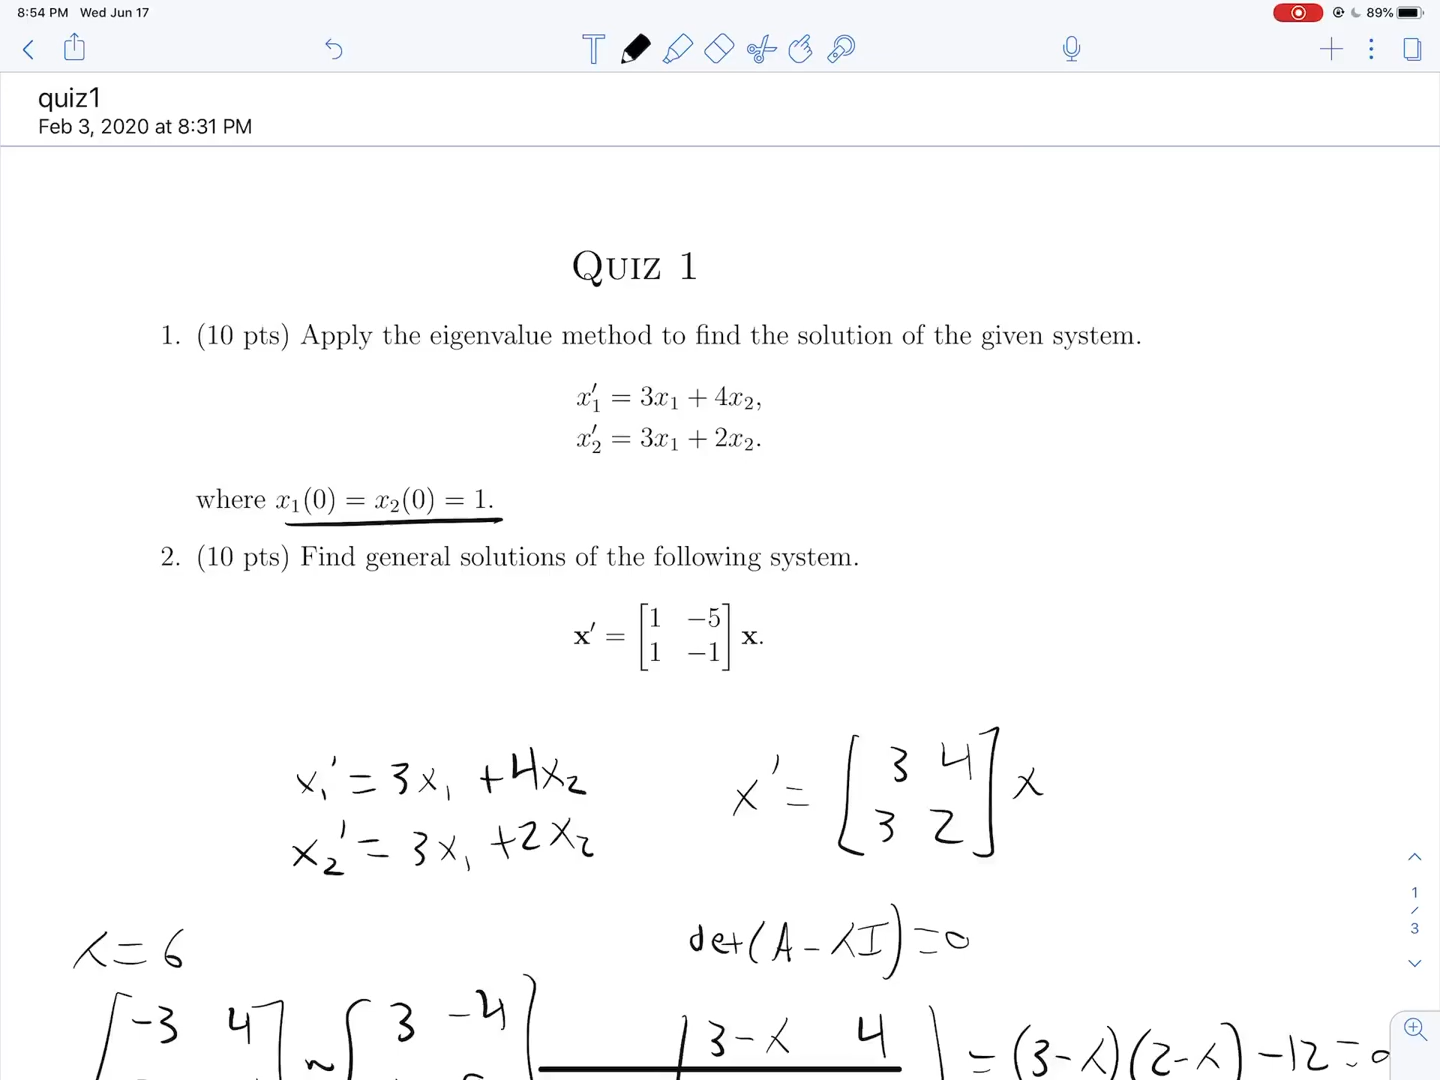 8:54 PM Wed Jun 17 89%
quiz1
Feb 3, 2020 at 8:31 PM
QUIZ 1
1. (10 pts) Apply the eigenvalue method to find the solution of the given system.
x₁′ = 3x₁ + 4x₂,
x₂′ = 3x₁ + 2x₂.
where x₁(0) = x₂(0) = 1.
2. (10 pts) Find general solutions of the following system.
x′ = [1 −5
1 −1] x.
x₁′ = 3x₁ + 4x₂
x₂′ = 3x₁ + 2x₂
x′ = [3 4
3 2] x
λ = 6
det(A − λI) = 0
[−3 4] ~ [3 −4]
|3−λ 4| = (3−λ)(2−λ) −12 = 0
1
/
3